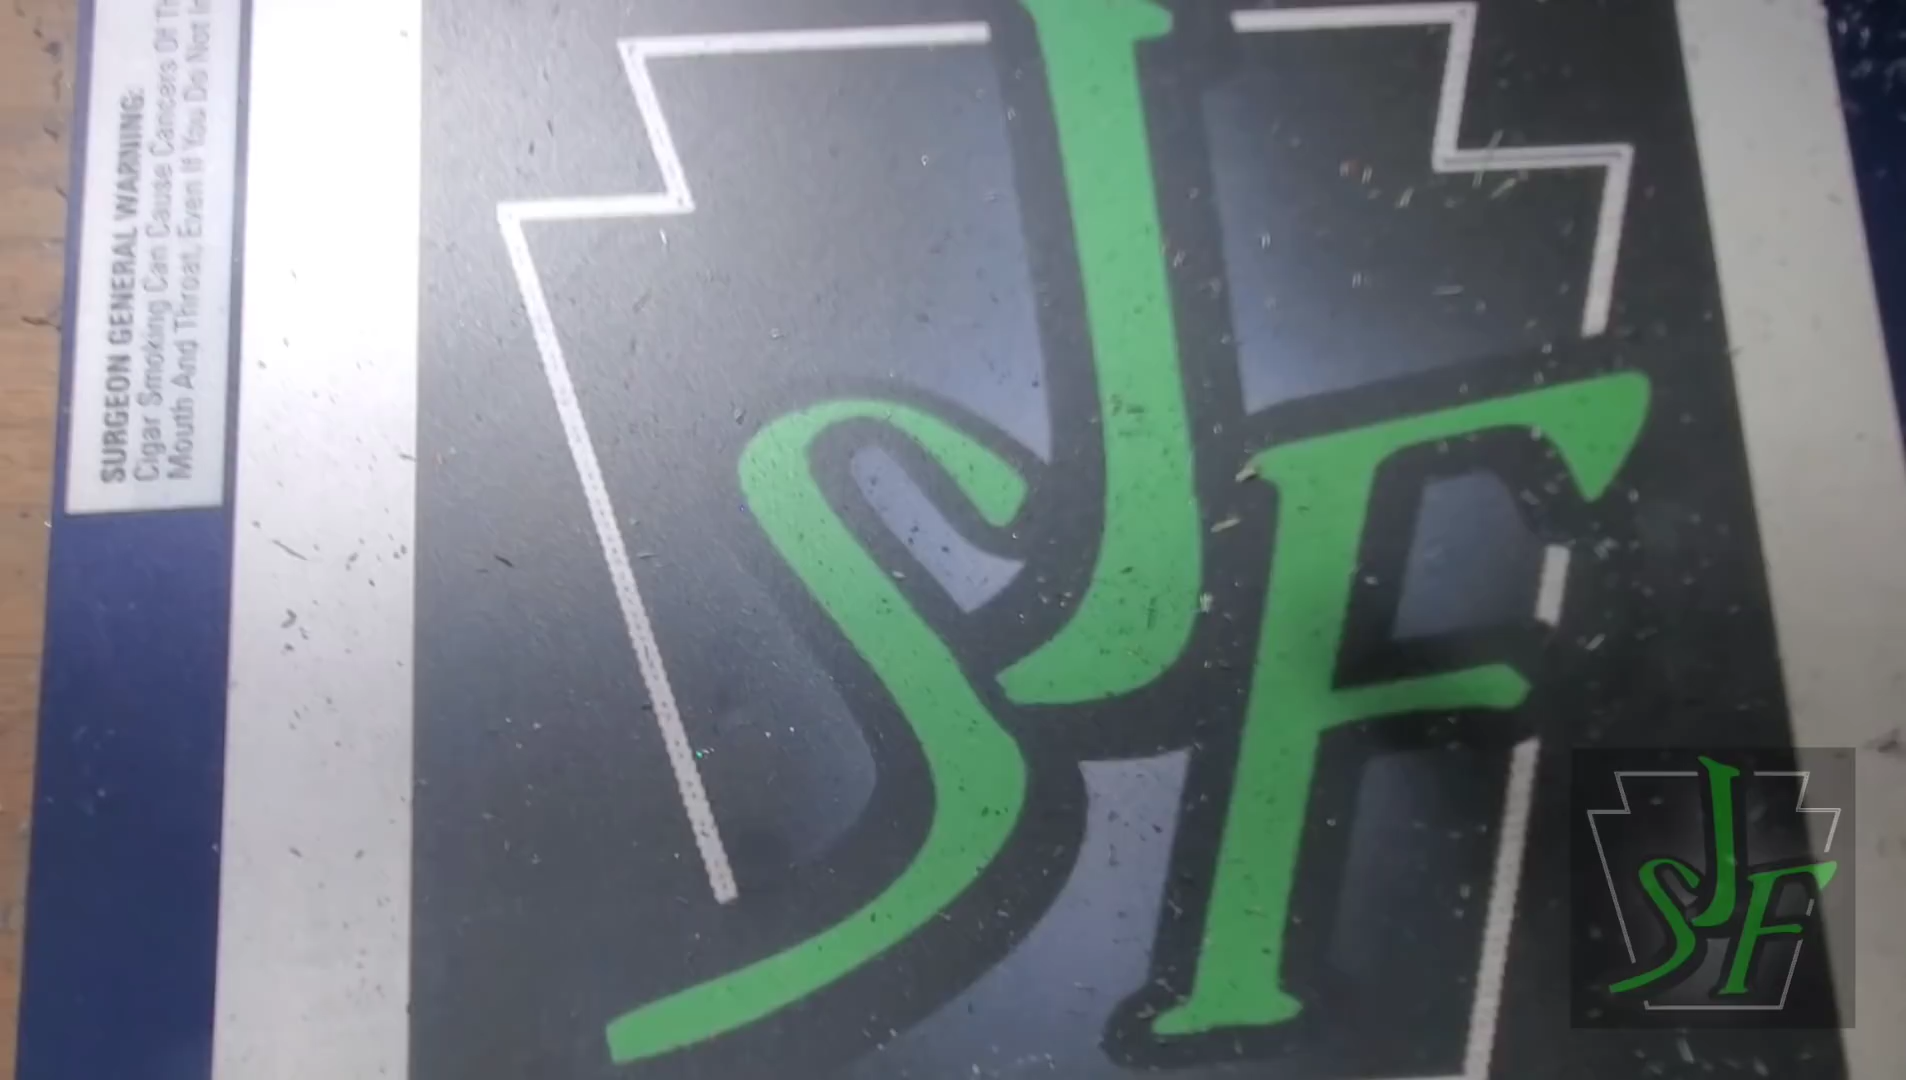 SURGEON GENERAL WARNING:
Cigar Smoking Can Cause Cancers Of
Mouth And Throat, Even If You Do Not
SJF
SJF